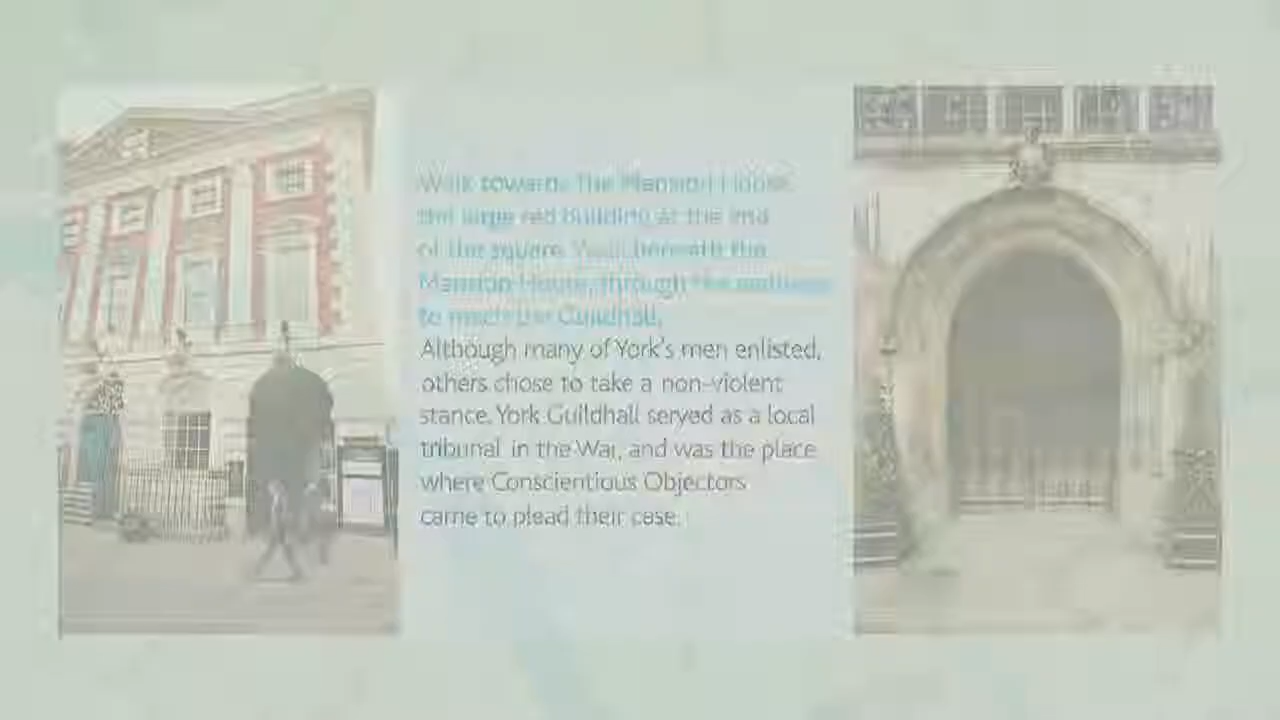 Walk towards The Mansion House,
the large red building at the end
of the square. Walk beneath the
Mansion House, through the
to reach the Guildhall.
Although many of York's men enlisted,
others chose to take a non-violent
stance. York Guildhall served as a local
tribunal in the War, and was the place
where Conscientious Objectors
came to plead their case.